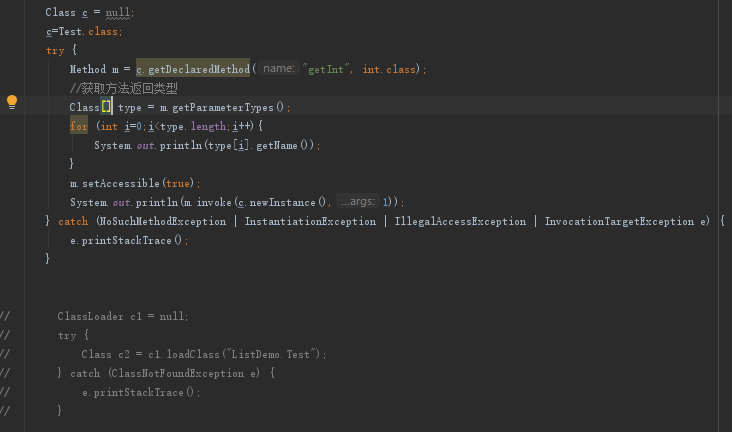 Class c = null;
c=Test.class;
try {
Method m = c.getDeclaredMethod( name: "getInt", int.class);
//获取方法返回类型
Class[] type = m.getParameterTypes();
for (int i=0;i<type.length;i++){
System.out.println(type[i].getName());
}
m.setAccessible(true);
System.out.println(m.invoke(c.newInstance(), ...args: 1));
} catch (NoSuchMethodException | InstantiationException | IllegalAccessException | InvocationTargetException e) {
e.printStackTrace();
}
// ClassLoader c1 = null;
// try {
// Class c2 = c1.loadClass("ListDemo.Test");
// } catch (ClassNotFoundException e) {
// e.printStackTrace();
// }